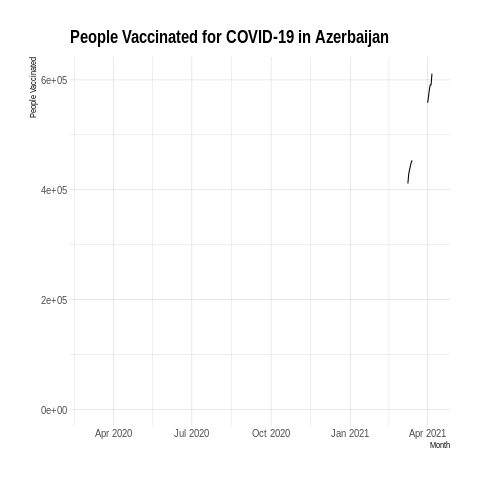 People Vaccinated for COVID-19 in Azerbaijan
People Vaccinated
6e+05
4e+05
2e+05
0e+00
Apr 2020 Jul 2020 Oct 2020 Jan 2021 Apr 2021
Month